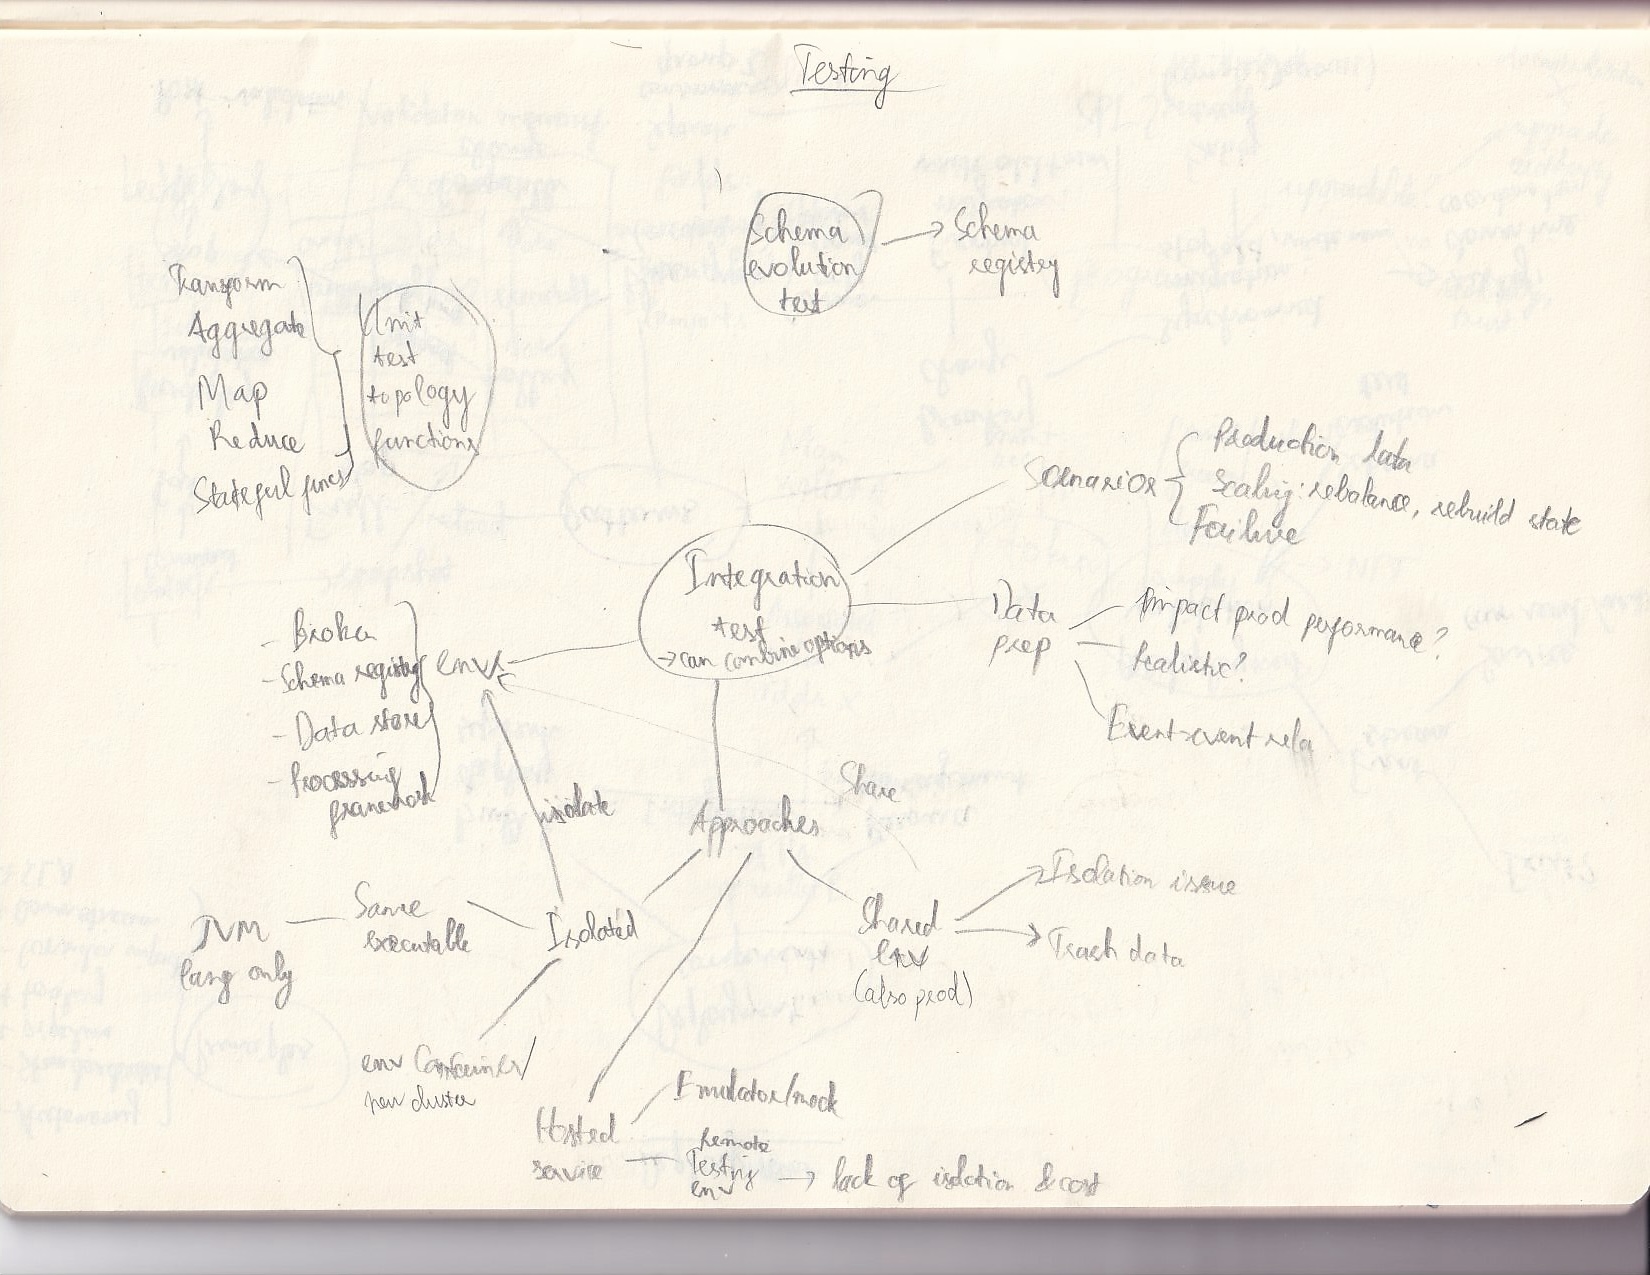 Testing
Schema
evolution
test
Schema
registry
Transform
Aggregate
Map
Reduce
Stateful funcs
Unit
test
topology
functions
Scenarios
Production data
Scaling: rebalance, rebuild state
Failure
Integration
test
→ can combine options
Data
prep
Impact prod performance?
Realistic?
Event-event rela
envs
- Broker
- Schema registry
- Data store
- Processing
framework
isolate
Share
Approaches
Isolated
Same
executable
JVM
lang only
env Container/
new cluster
Shared
env
(also prod)
Isolation issue
Trash data
Hosted
service
Emulator/mock
Remote
Testing
env
→ lack of isolation & cost